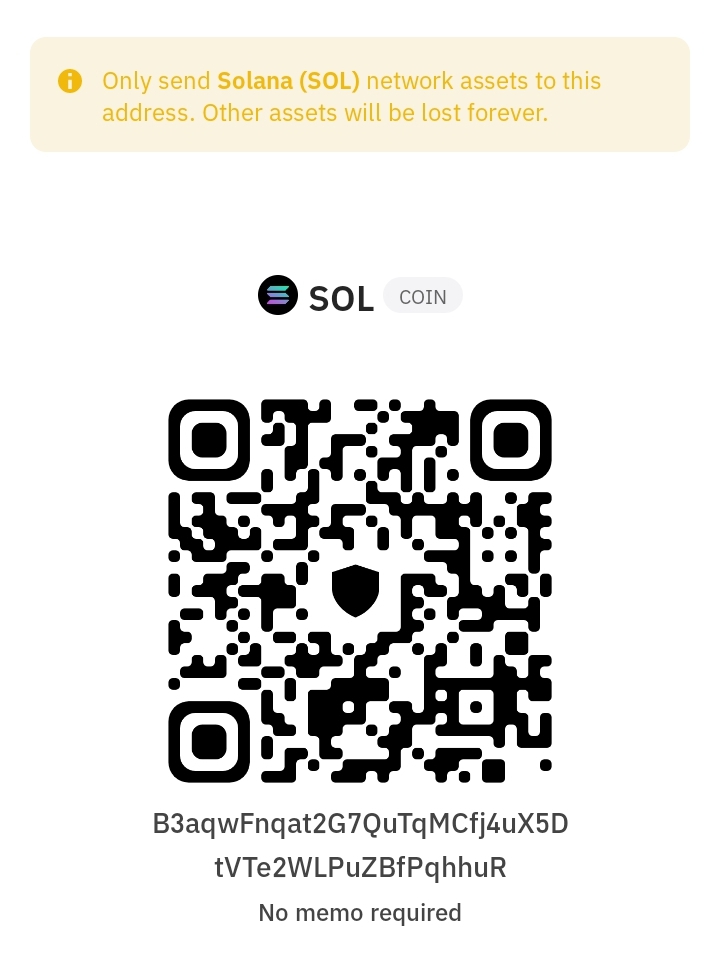 Only send Solana (SOL) network assets to this
address. Other assets will be lost forever.
SOL COIN
B3aqwFnqat2G7QuTqMCfj4uX5D
tVTe2WLPuZBfPqhhuR
No memo required